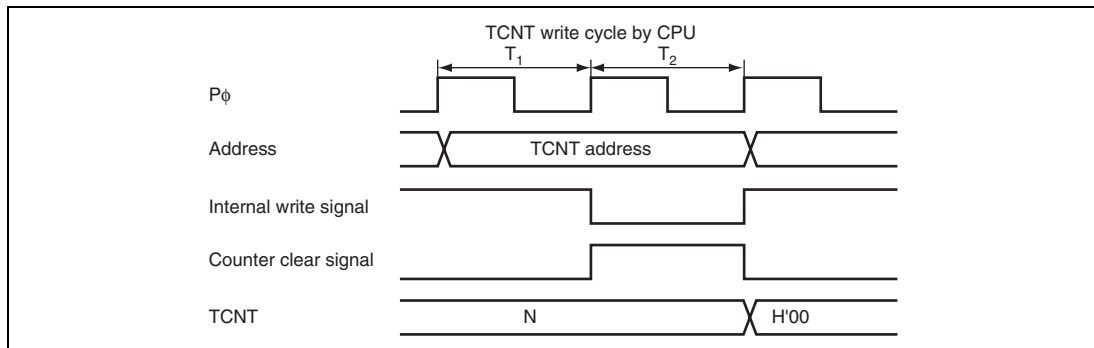 TCNT write cycle by CPU
T1 T2
Pφ
Address TCNT address
Internal write signal
Counter clear signal
TCNT N H'00